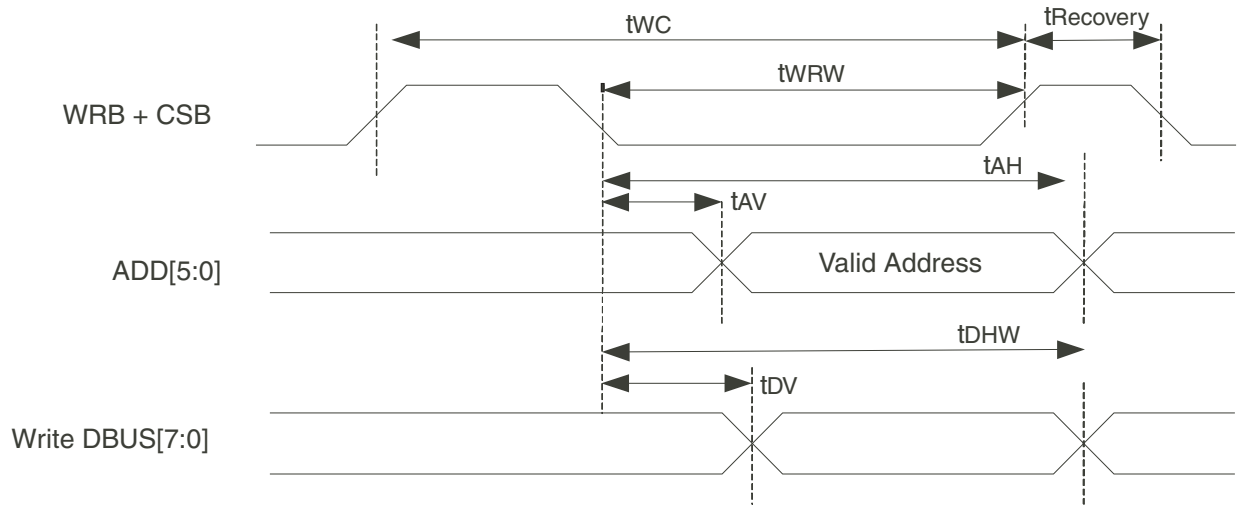 tWC
tRecovery
tWRW
WRB + CSB
tAH
tAV
ADD[5:0]
Valid Address
tDHW
tDV
Write DBUS[7:0]